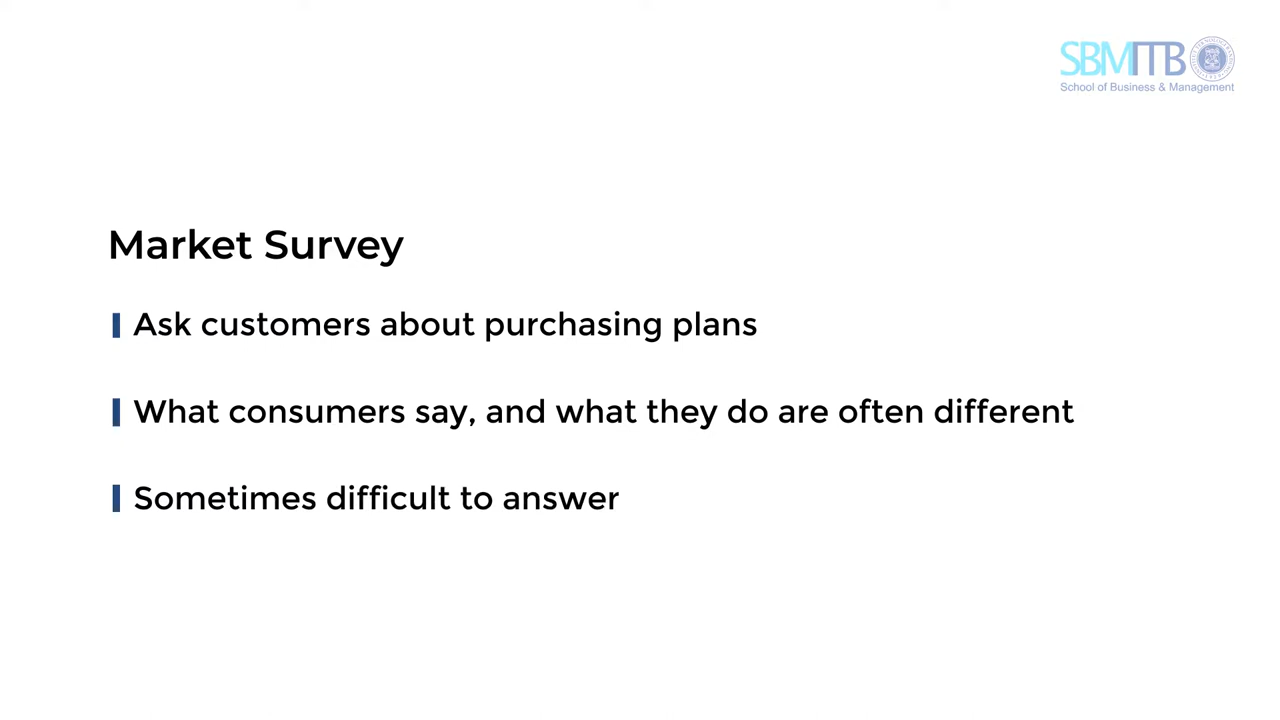 SBMITB
School of Business & Management
Market Survey
Ask customers about purchasing plans
What consumers say, and what they do are often different
Sometimes difficult to answer